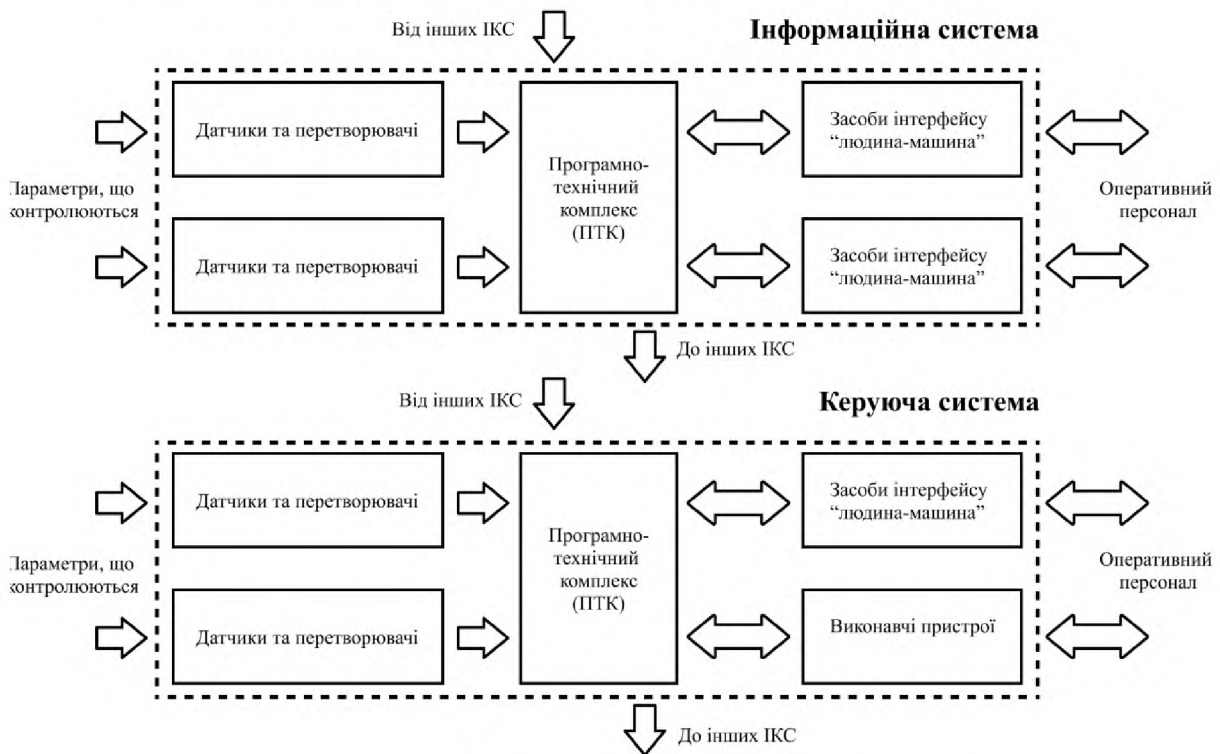 Від інших ІКС
Інформаційна система
Датчики та перетворювачі
Програмно-
технічний
комплекс
(ПТК)
Засоби інтерфейсу
“людина-машина”
Параметри, що
контролюються
Оперативний
персонал
Датчики та перетворювачі
Засоби інтерфейсу
“людина-машина”
До інших ІКС
Від інших ІКС
Керуюча система
Датчики та перетворювачі
Програмно-
технічний
комплекс
(ПТК)
Засоби інтерфейсу
“людина-машина”
Параметри, що
контролюються
Оперативний
персонал
Датчики та перетворювачі
Виконавчі пристрої
До інших ІКС